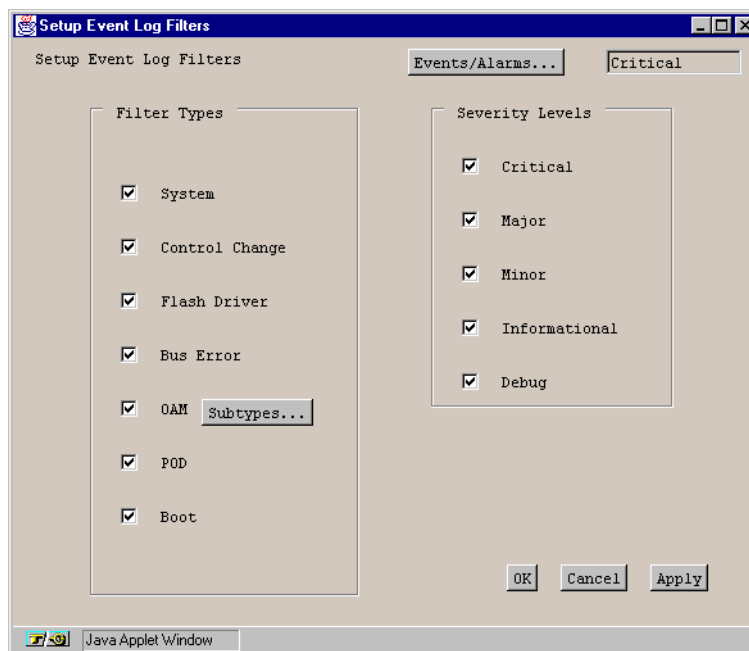 Setup Event Log Filters
Setup Event Log Filters
Events/Alarms...
Critical
Filter Types
System
Control Change
Flash Driver
Bus Error
OAM
Subtypes...
POD
Boot
Severity Levels
Critical
Major
Minor
Informational
Debug
OK
Cancel
Apply
Java Applet Window